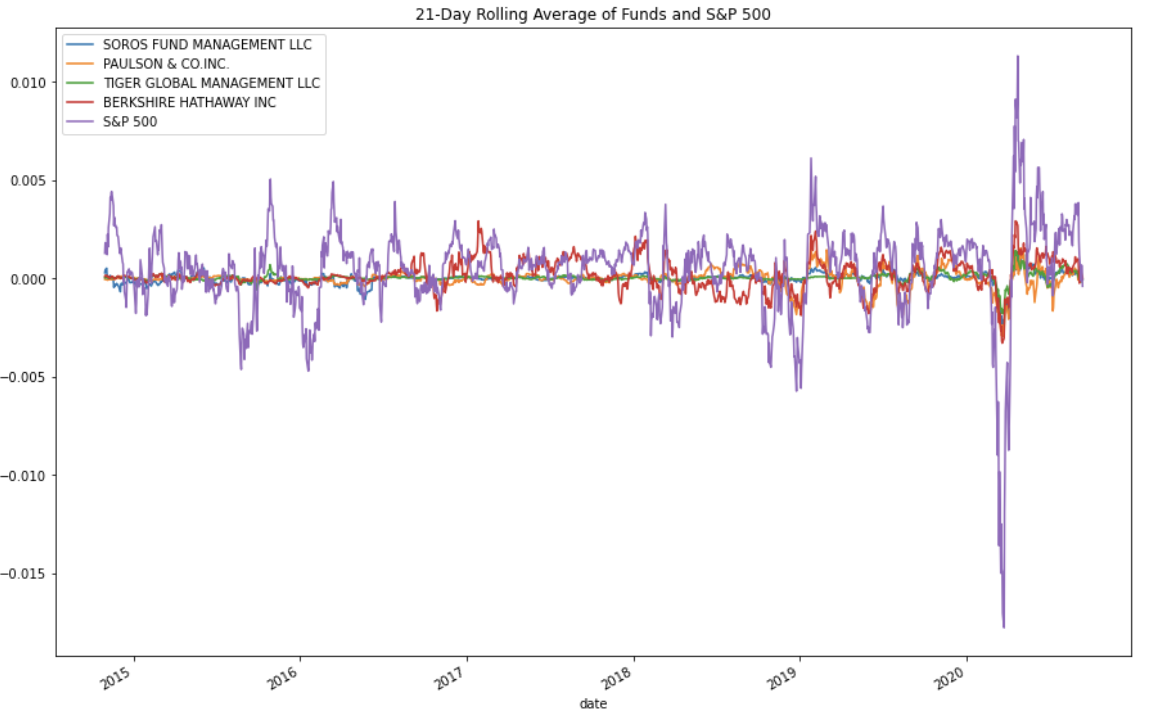 21-Day Rolling Average of Funds and S&P 500
SOROS FUND MANAGEMENT LLC
PAULSON & CO.INC.
TIGER GLOBAL MANAGEMENT LLC
BERKSHIRE HATHAWAY INC
S&P 500
0.010
0.005
0.000
−0.005
−0.010
−0.015
2015
2016
2017
2018
2019
2020
date